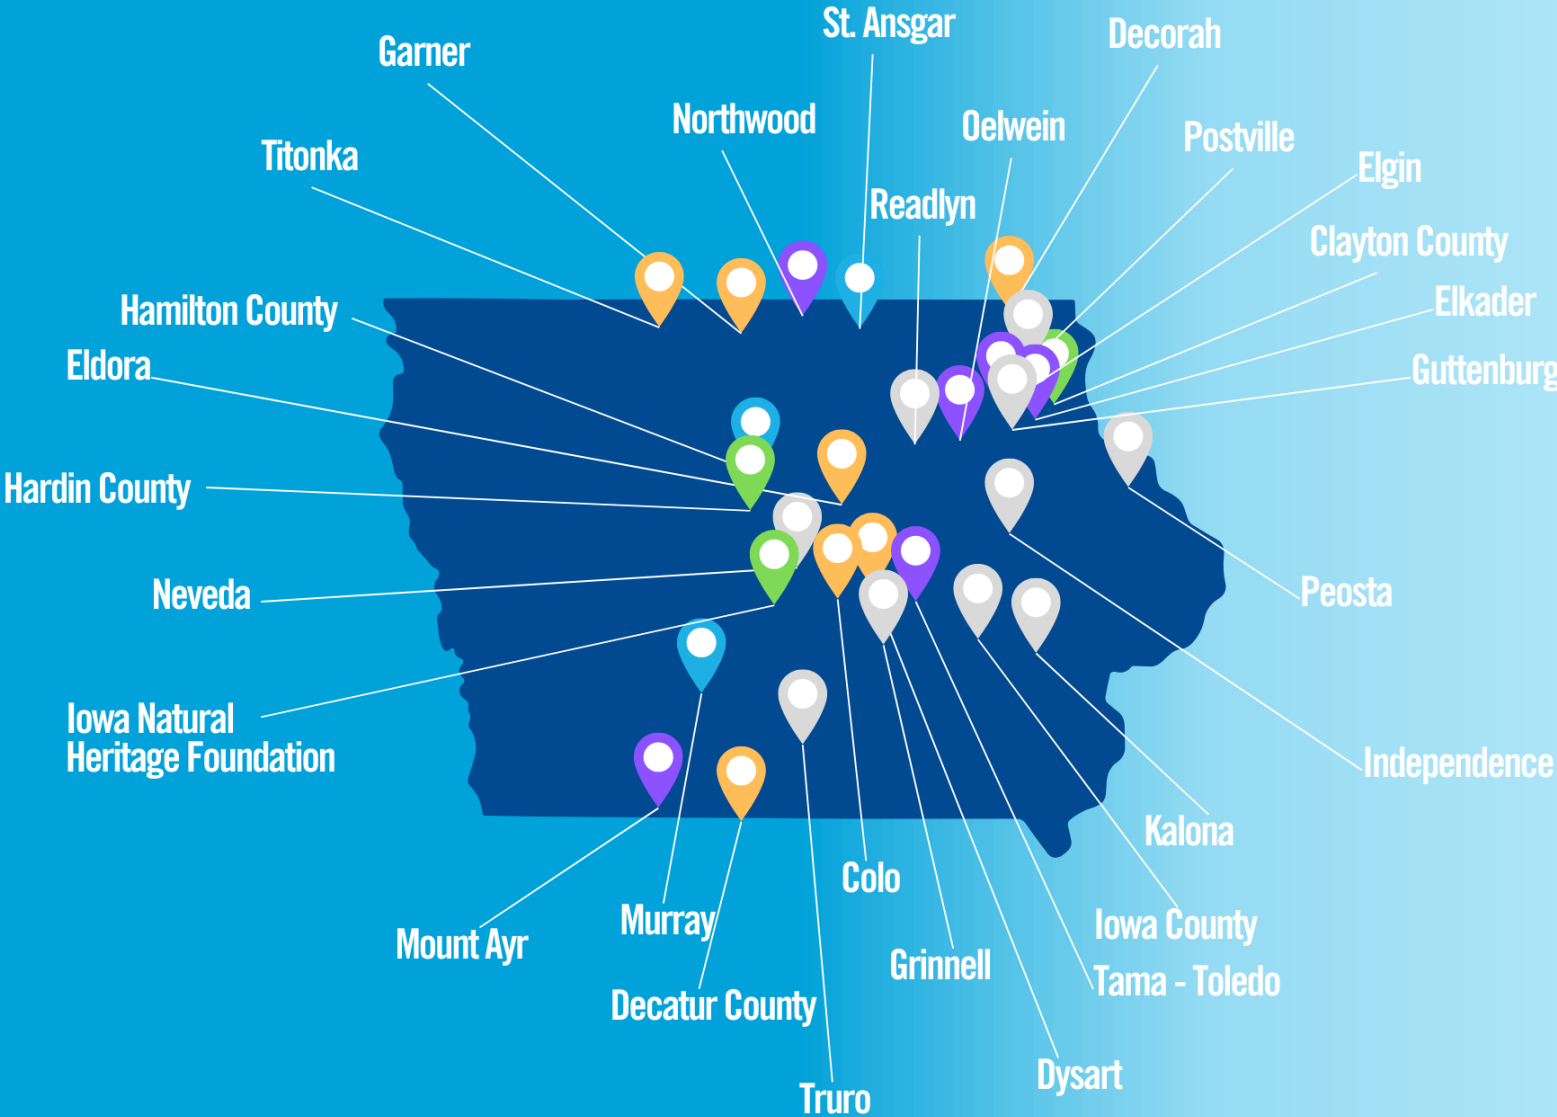 St. Ansgar
Decorah
Garner
Northwood
Oelwein
Postville
Titonka
Elgin
Readlyn
Clayton County
Hamilton County
Elkader
Eldora
Guttenburg
Hardin County
Neveda
Peosta
Iowa Natural
Heritage Foundation
Independence
Kalona
Colo
Murray
Iowa County
Mount Ayr
Grinnell
Tama - Toledo
Decatur County
Dysart
Truro